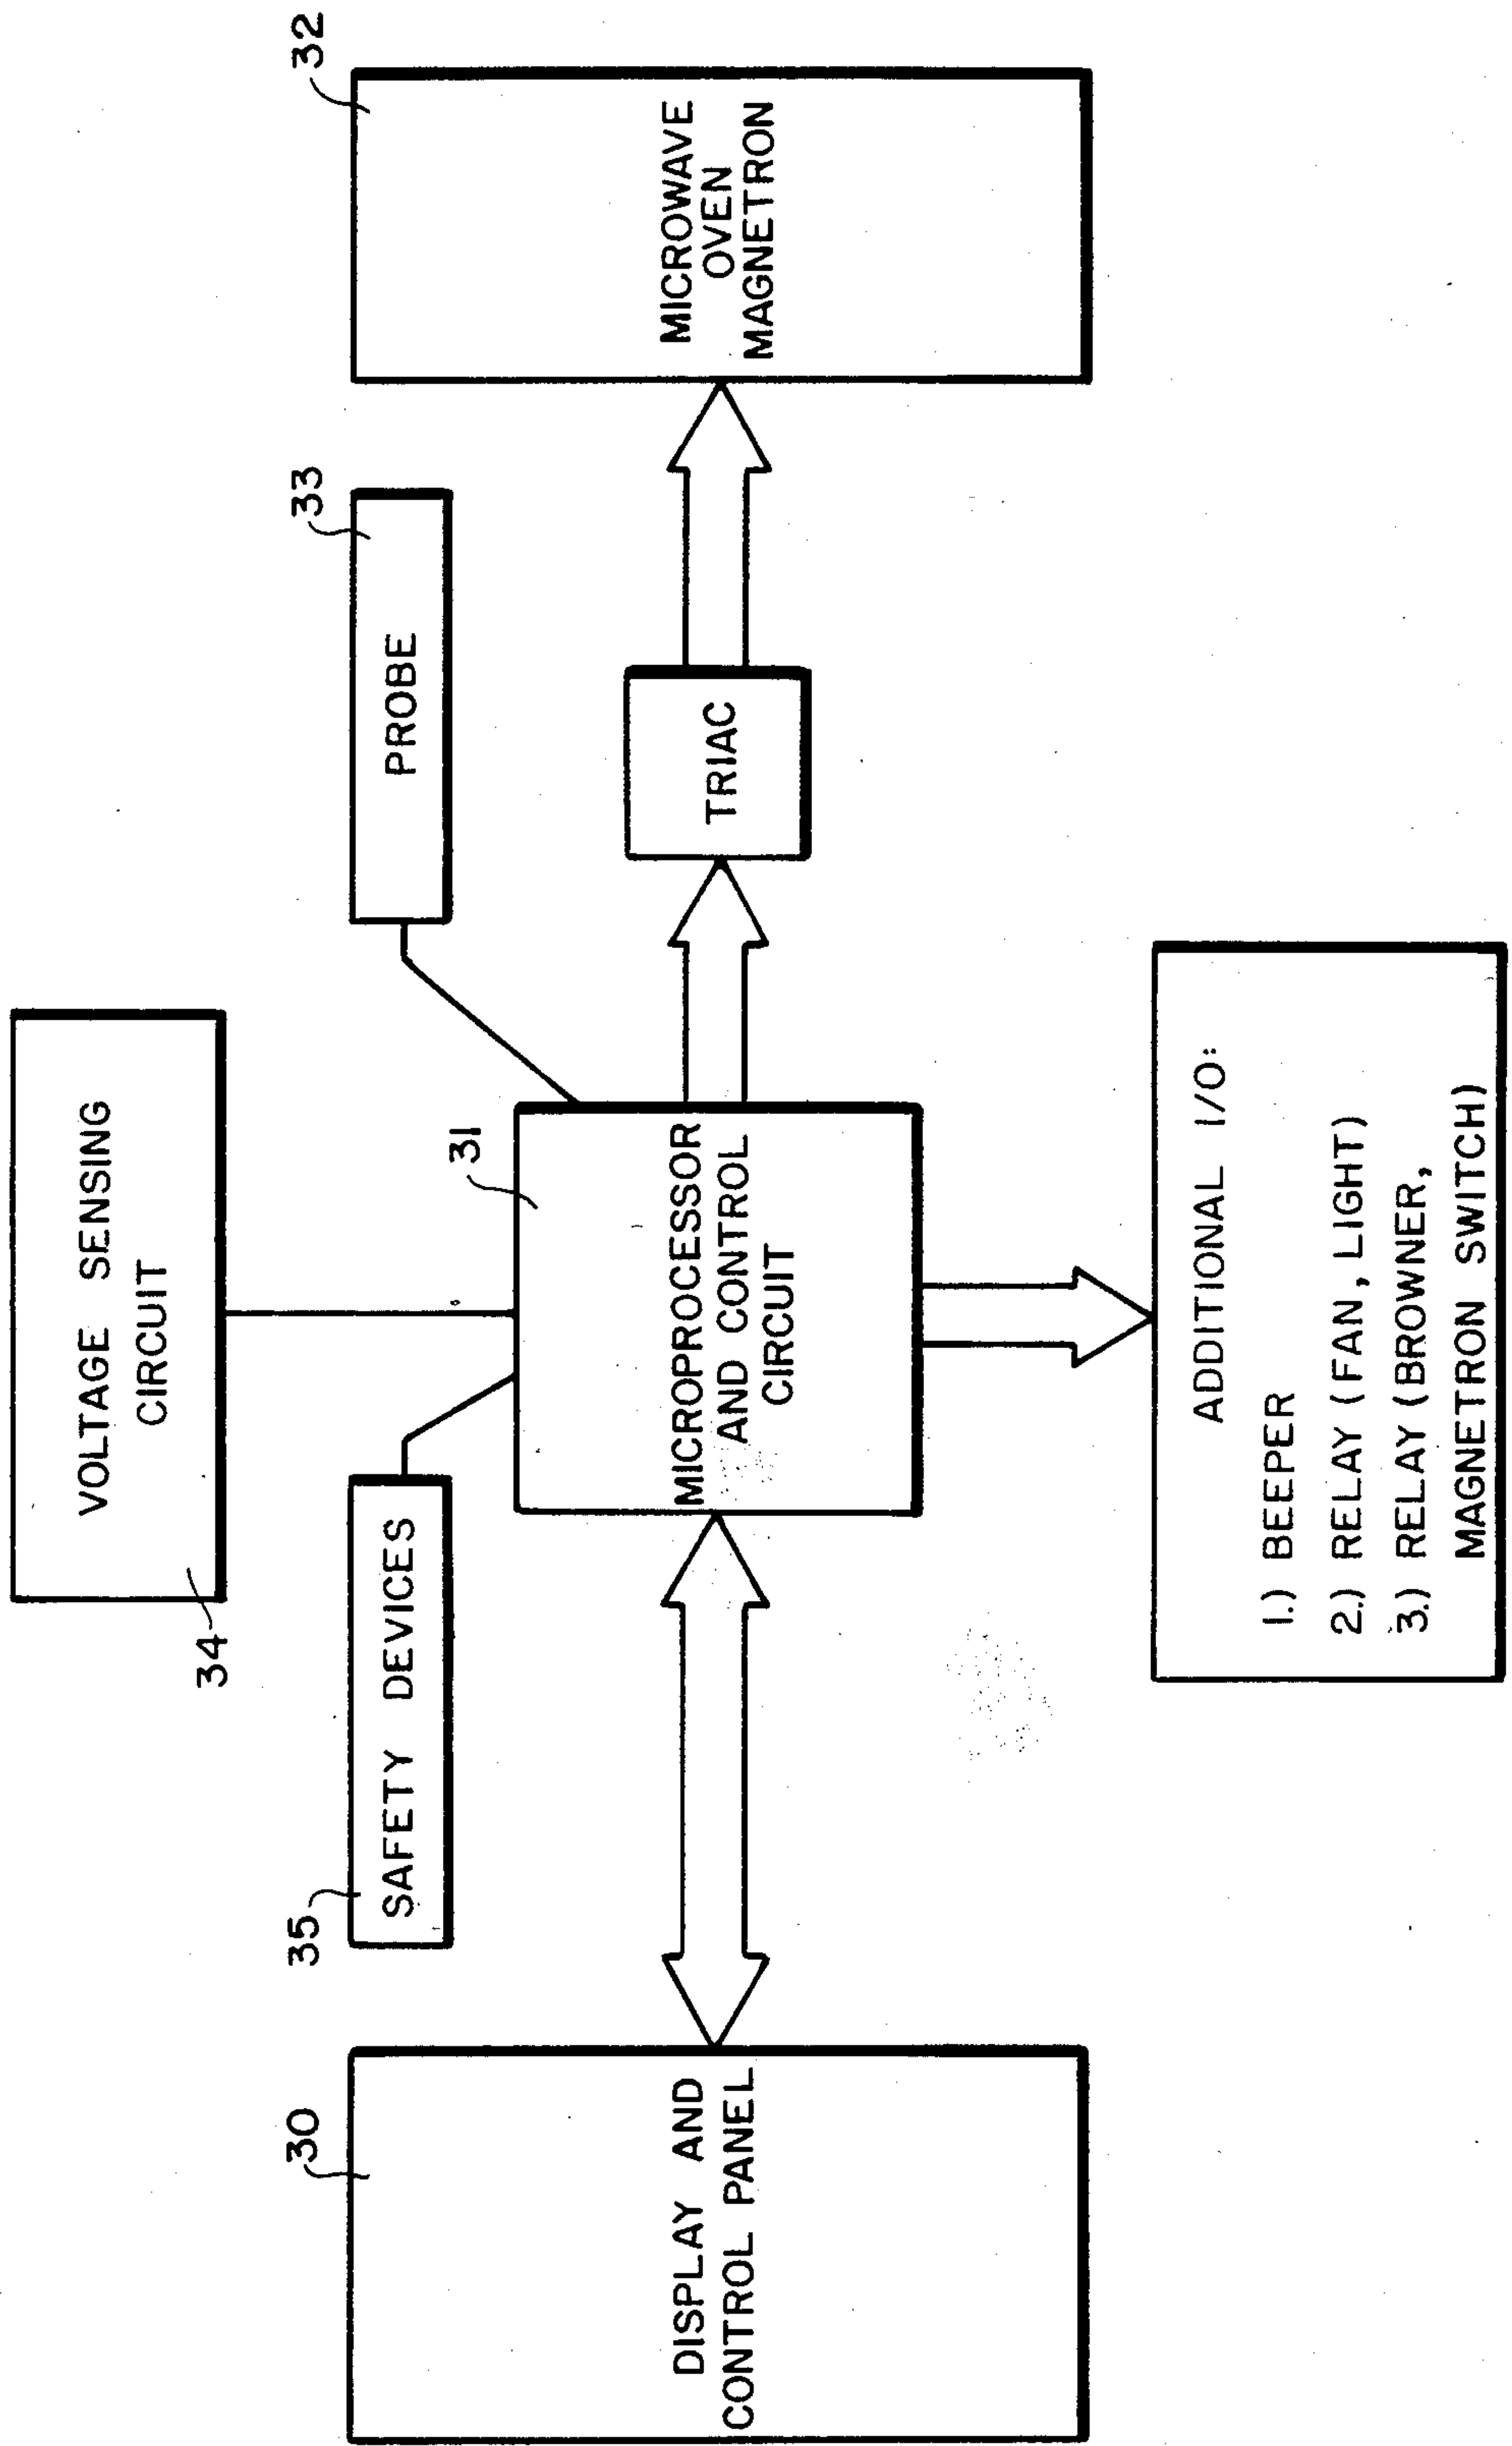 34
VOLTAGE SENSING
CIRCUIT
30
35
33
32
SAFETY DEVICES
PROBE
31
DISPLAY AND
CONTROL PANEL
MICROPROCESSOR
AND CONTROL
CIRCUIT
TRIAC
MICROWAVE
OVEN
MAGNETRON
ADDITIONAL I/O:
1.) BEEPER
2.) RELAY (FAN, LIGHT)
3.) RELAY (BROWNER,
MAGNETRON SWITCH)